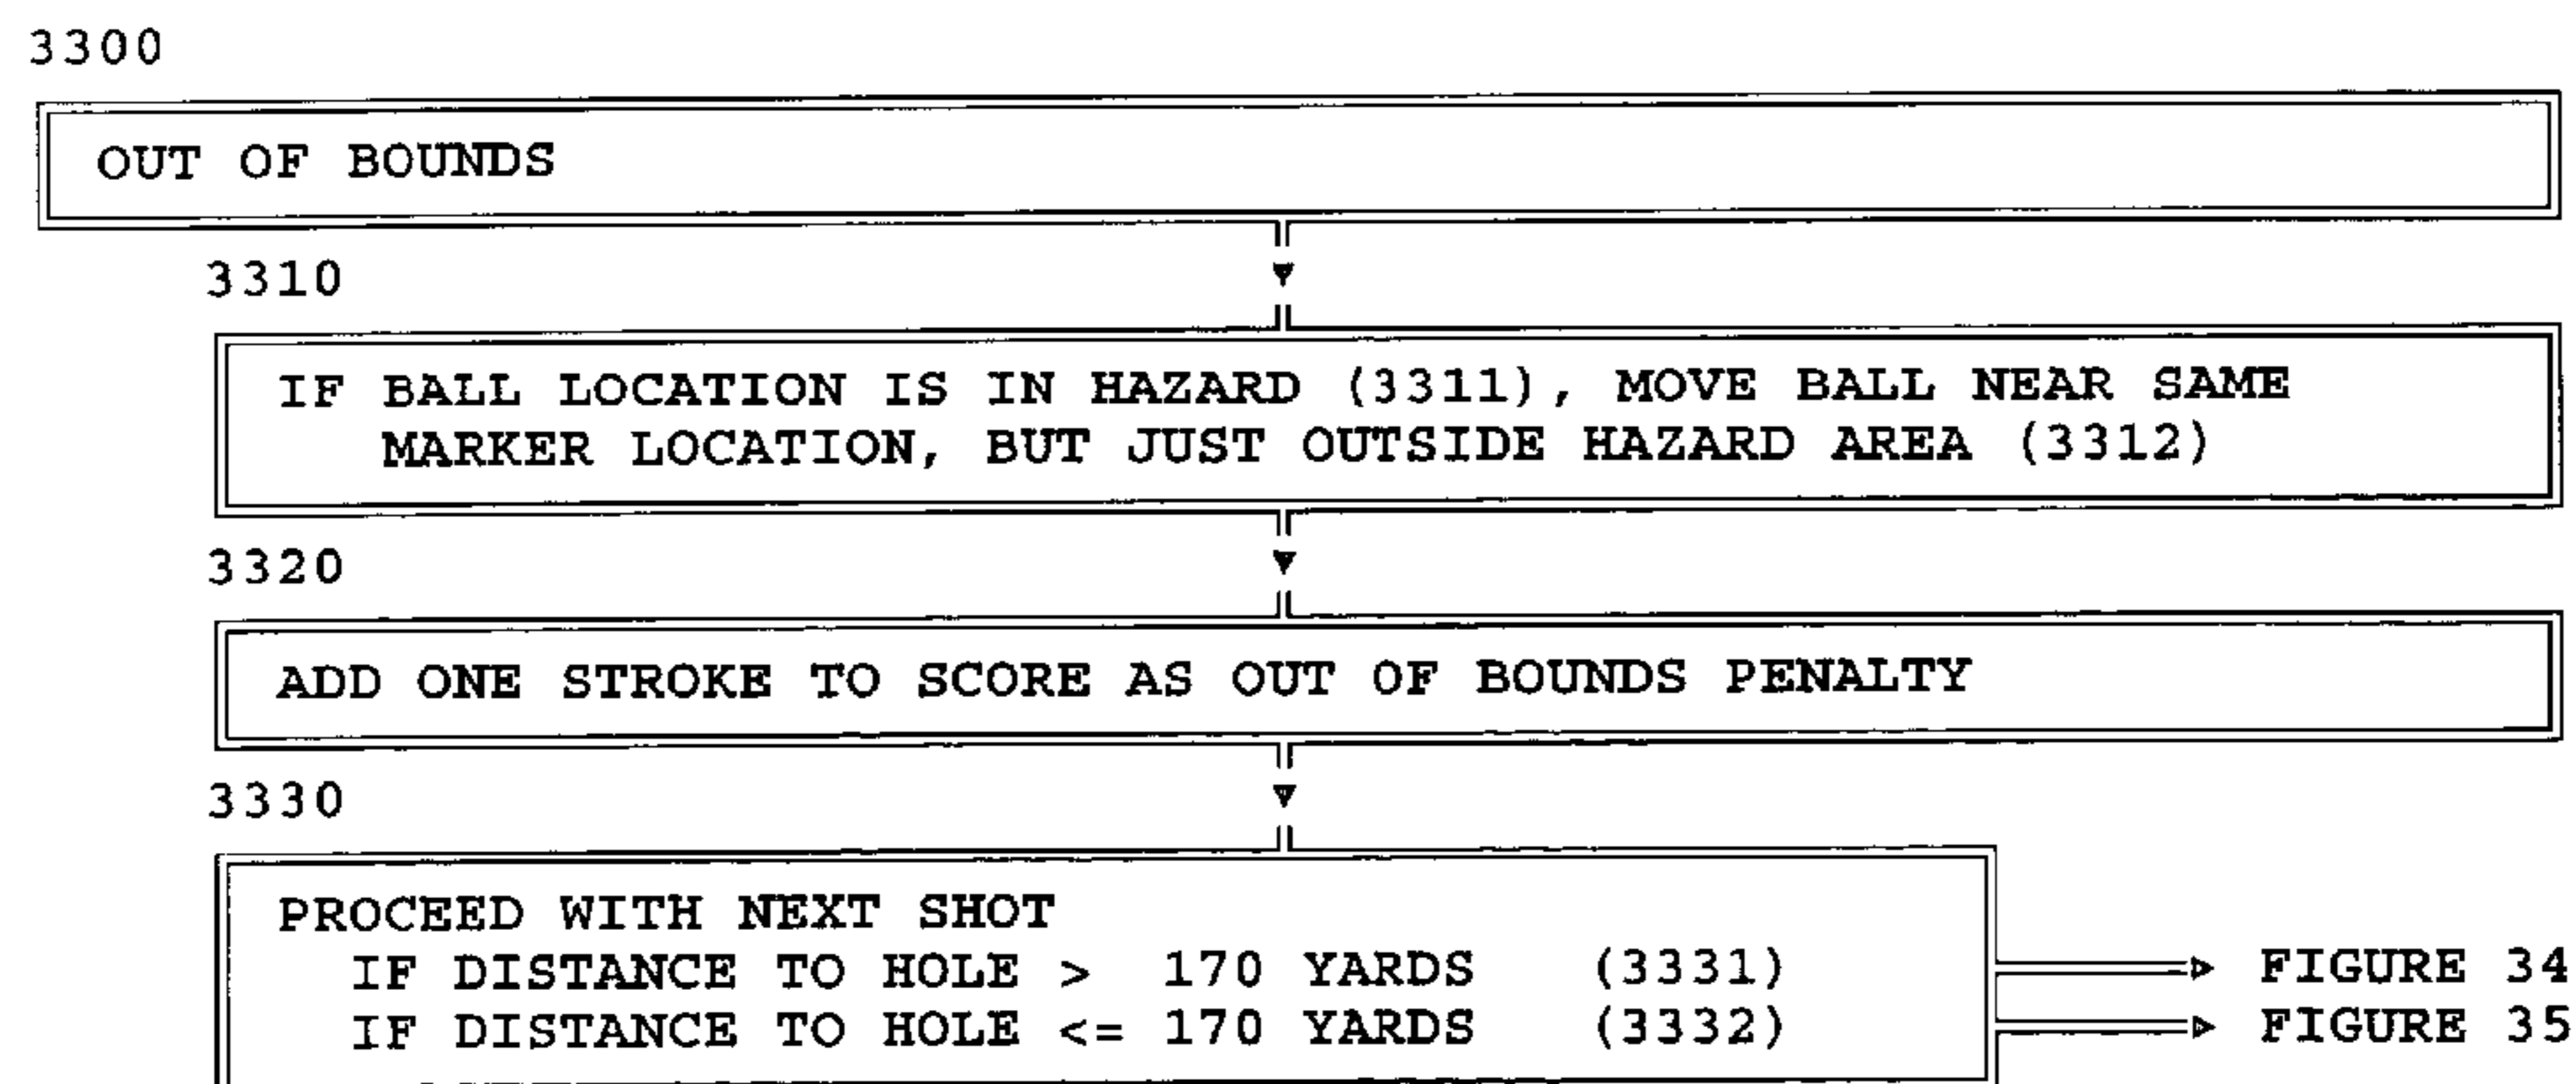 3300
OUT OF BOUNDS
3310
IF BALL LOCATION IS IN HAZARD (3311), MOVE BALL NEAR SAME
MARKER LOCATION, BUT JUST OUTSIDE HAZARD AREA (3312)
3320
ADD ONE STROKE TO SCORE AS OUT OF BOUNDS PENALTY
3330
PROCEED WITH NEXT SHOT
IF DISTANCE TO HOLE > 170 YARDS (3331) FIGURE 34
IF DISTANCE TO HOLE <= 170 YARDS (3332) FIGURE 35